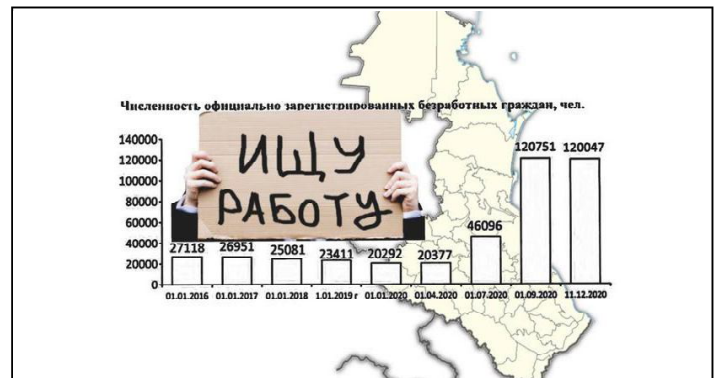 Численность официально зарегистрированных безработных граждан, чел.
ИЩУ
РАБОТУ
140000
120000
100000
80000
60000
40000
20000
0
27118 26951 25081 23411 20292 20377 46096 120751 120047
01.01.2016 01.01.2017 01.01.2018 1.01.2019 г 01.01.2020 01.04.2020 01.07.2020 01.09.2020 11.12.2020